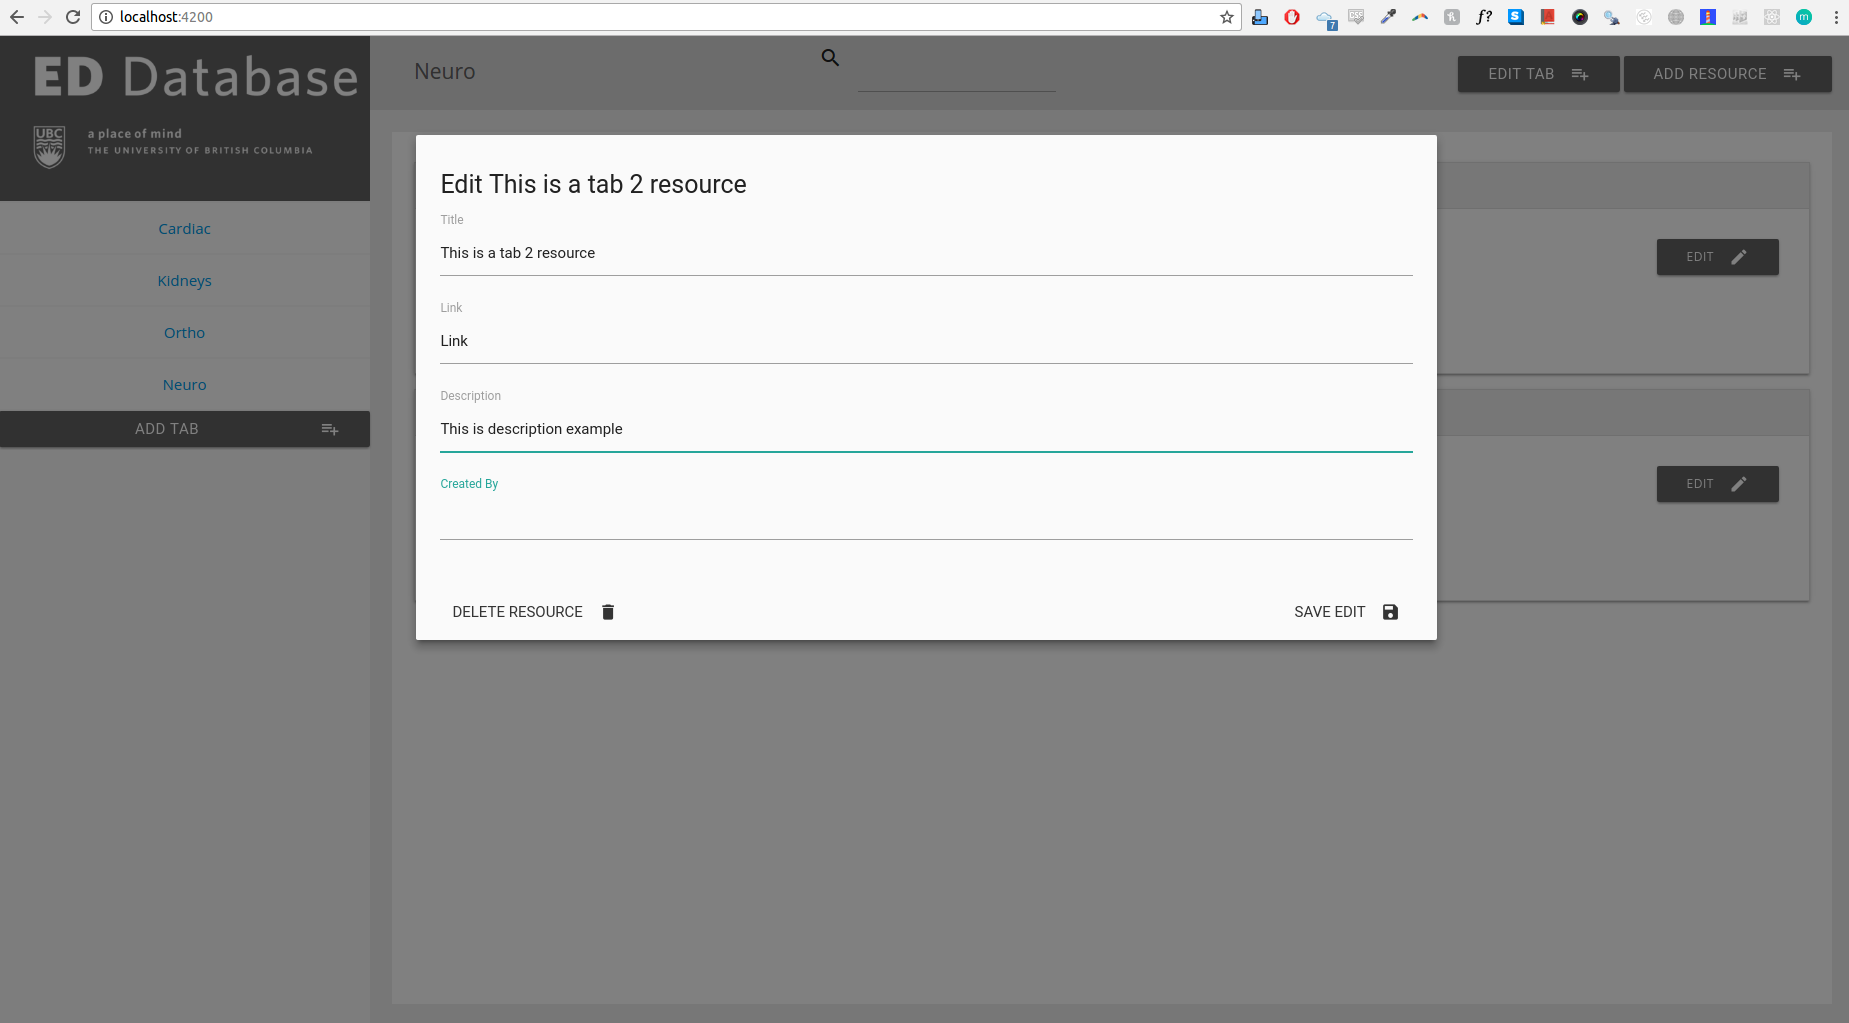 localhost:4200
7
f?
S
m
ED Database
UBC
a place of mind
THE UNIVERSITY OF BRITISH COLUMBIA
Cardiac
Kidneys
Ortho
Neuro
ADD TAB
Neuro
EDIT TAB
ADD RESOURCE
EDIT
EDIT
Edit This is a tab 2 resource
Title
This is a tab 2 resource
Link
Link
Description
This is description example
Created By
DELETE RESOURCE
SAVE EDIT